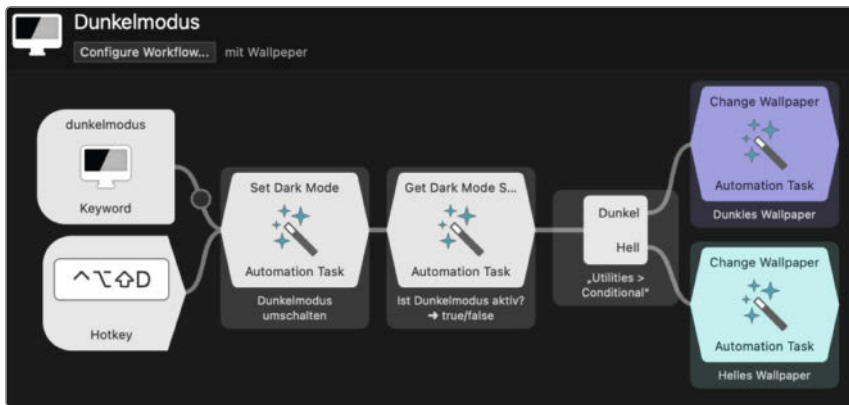 Dunkelmodus
Configure Workflow... mit Wallpeper
dunkelmodus
Keyword
^⌥⇧D
Hotkey
Set Dark Mode
Automation Task
Dunkelmodus
umschalten
Get Dark Mode S...
Automation Task
Ist Dunkelmodus aktiv?
➔ true/false
Dunkel
Hell
„Utilities >
Conditional“
Change Wallpaper
Automation Task
Dunkles Wallpaper
Change Wallpaper
Automation Task
Helles Wallpaper